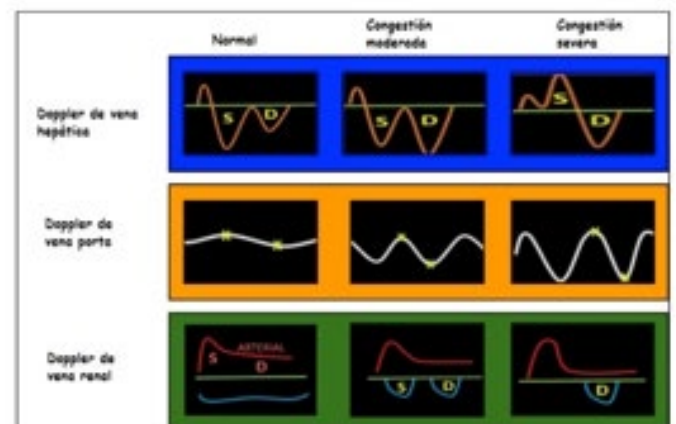 Normal
Congestión
moderada
Congestión
severa
Doppler de vena
hepática
S
D
S
D
S
D
Doppler de
vena porta
Doppler de
vena renal
ARTERIAL
S
D
S
D
D